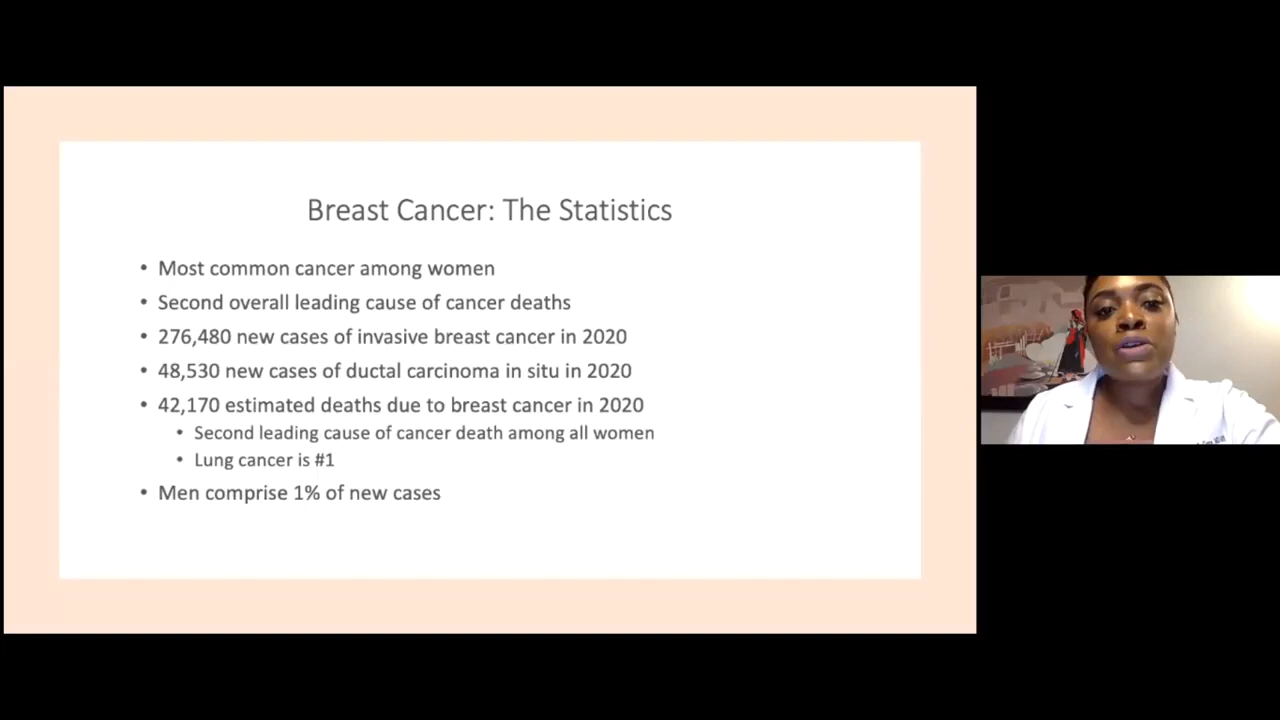 Breast Cancer: The Statistics
• Most common cancer among women
• Second overall leading cause of cancer deaths
• 276,480 new cases of invasive breast cancer in 2020
• 48,530 new cases of ductal carcinoma in situ in 2020
• 42,170 estimated deaths due to breast cancer in 2020
• Second leading cause of cancer death among all women
• Lung cancer is #1
• Men comprise 1% of new cases